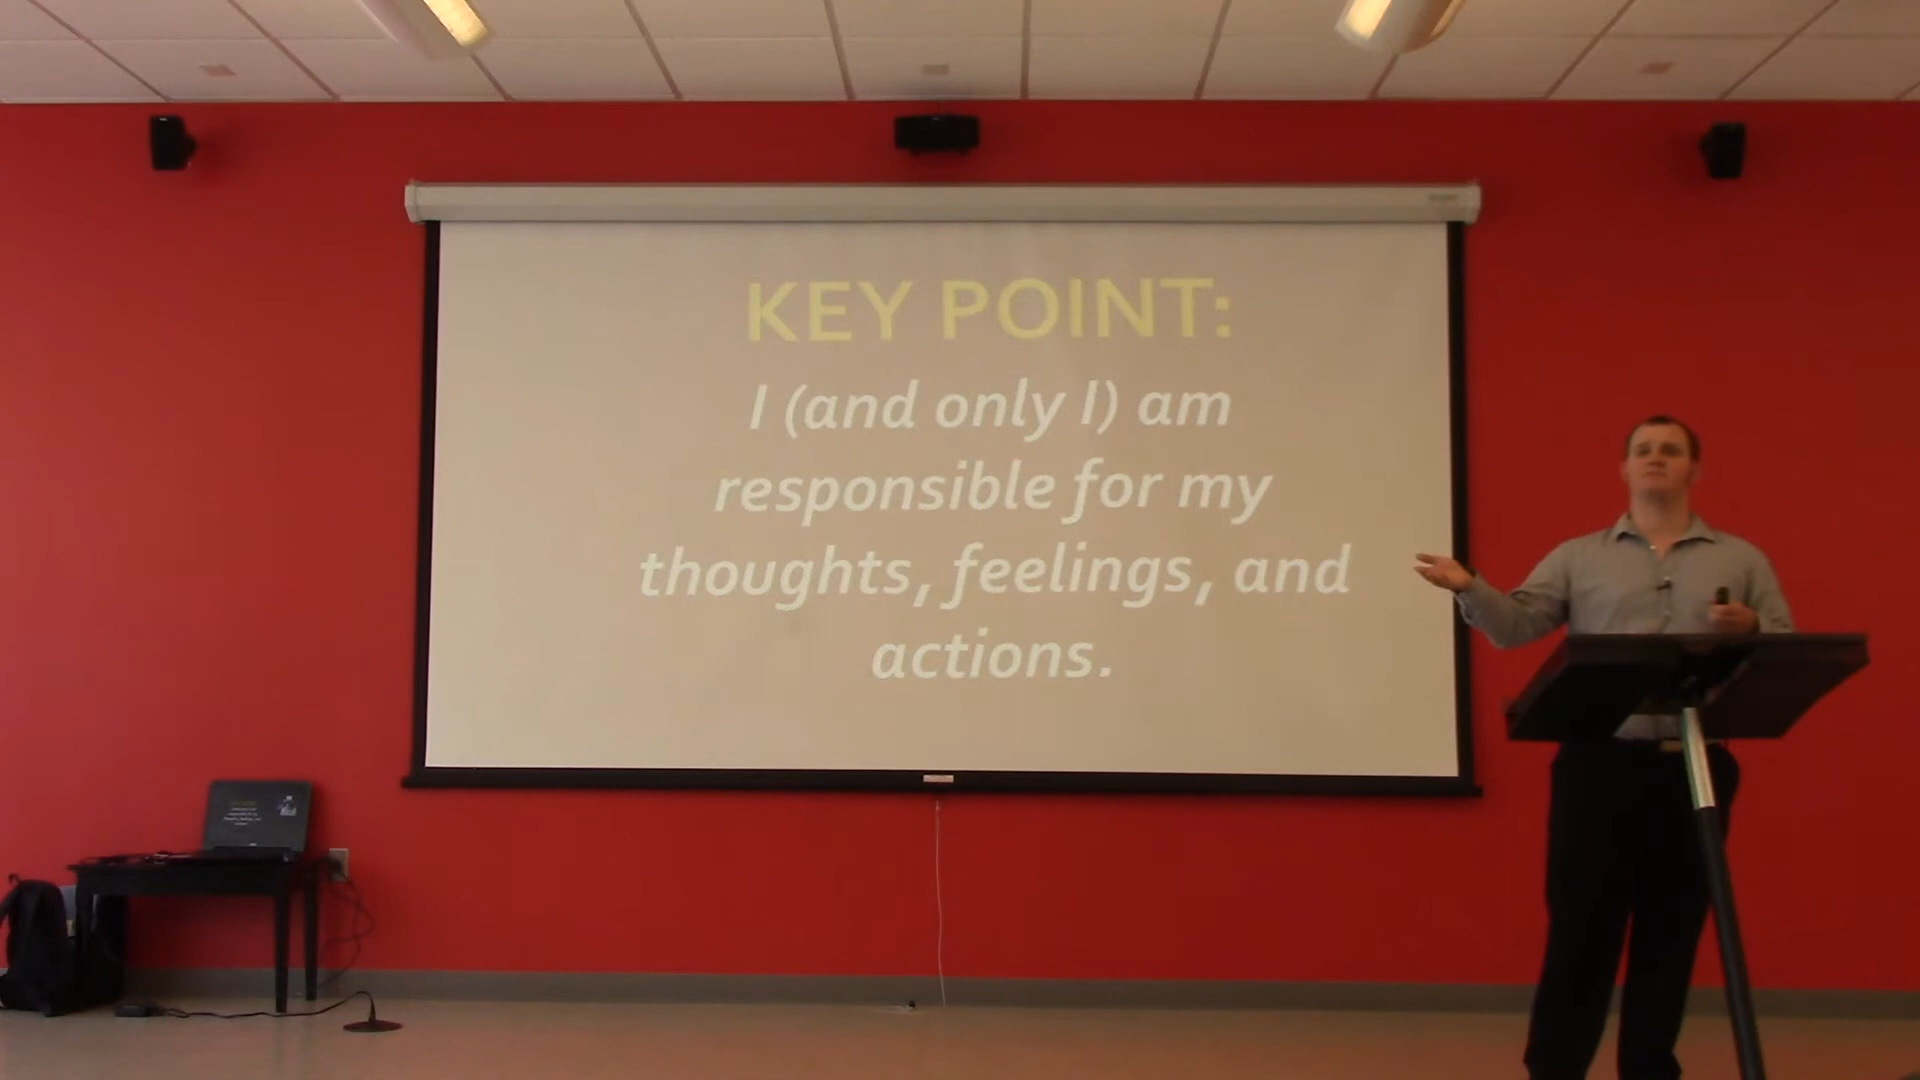 KEY POINT:
I (and only I) am
responsible for my
thoughts, feelings, and
actions.